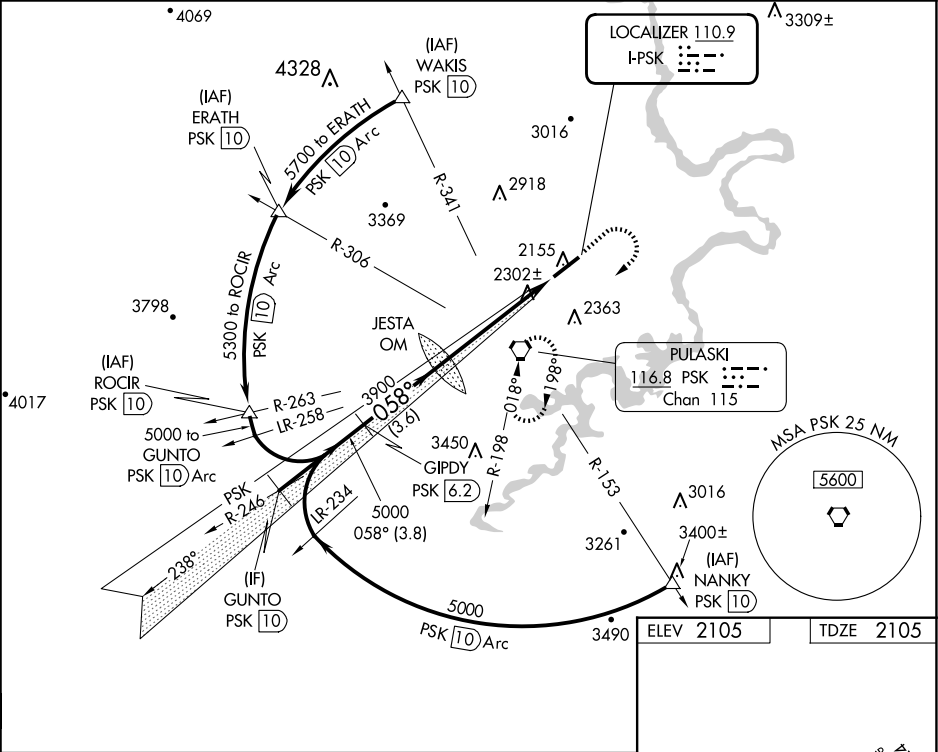 4069
3309±
LOCALIZER 110.9
I-PSK
(IAF)
WAKIS
PSK 10
4328
(IAF)
ERATH
PSK 10
5700 to ERATH
PSK 10 Arc
3016
R-341
2918
3369
R-306
2155
2302±
5300 to ROCIR
PSK 10 Arc
3798
JESTA
OM
2363
PULASKI
116.8 PSK
Chan 115
(IAF)
ROCIR
PSK 10
4017
R-263
LR-258
3900
058°
(3.6)
018°
198°
5000 to
GUNTO
PSK 10 Arc
3450
GIPDY
PSK 6.2
R-198
R-153
MSA PSK 25 NM
5600
PSK
R-246
LR-234
5000
058° (3.8)
3016
3261
3400±
238°
(IF)
GUNTO
PSK 10
(IAF)
NANKY
PSK 10
5000
PSK 10 Arc
3490
ELEV 2105
TDZE 2105